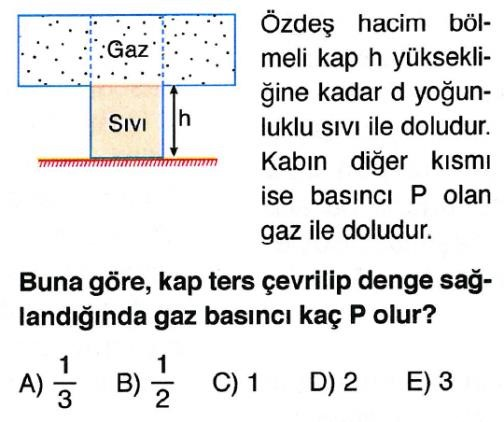 Gaz
Sıvı
h
Özdeş hacim böl-
meli kap h yüksekli-
ğine kadar d yoğun-
luklu sıvı ile doludur.
Kabın diğer kısmı
ise basıncı P olan
gaz ile doludur.
Buna göre, kap ters çevrilip denge sağ-
landığında gaz basıncı kaç P olur?
A) 1/3 B) 1/2 C) 1 D) 2 E) 3